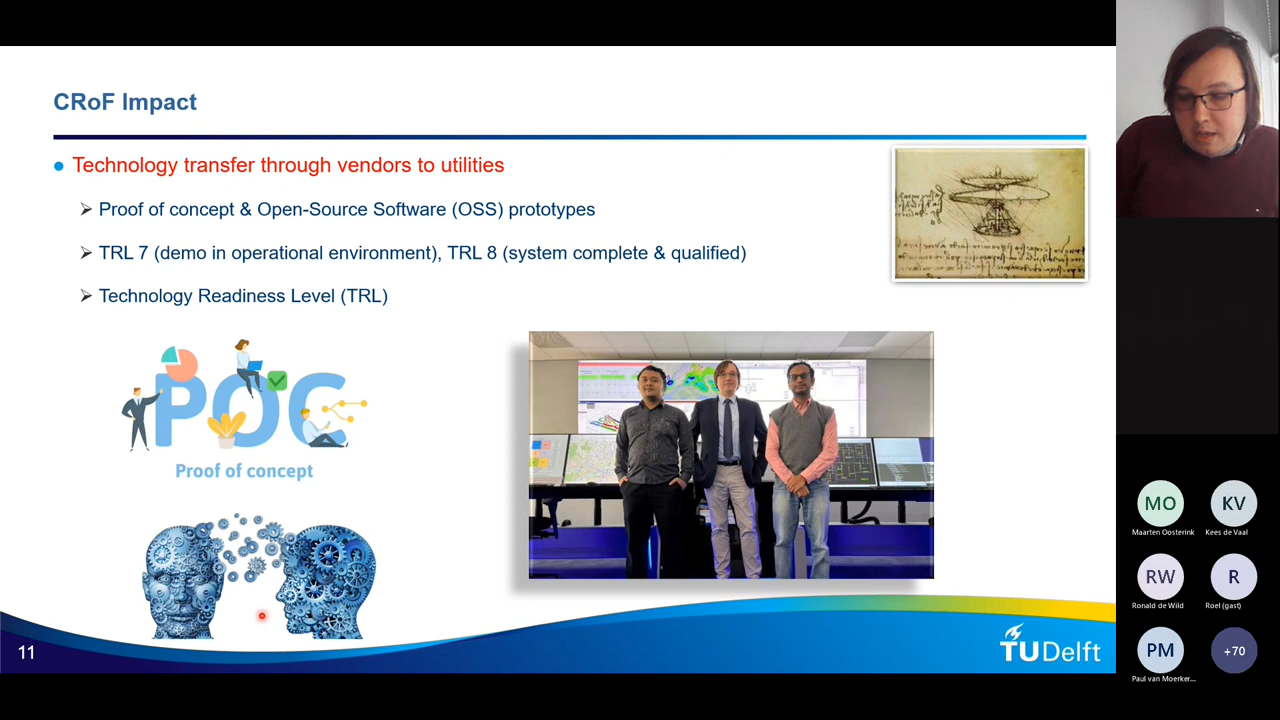 CRoF Impact
Technology transfer through vendors to utilities
Proof of concept & Open-Source Software (OSS) prototypes
TRL 7 (demo in operational environment), TRL 8 (system complete & qualified)
Technology Readiness Level (TRL)
POC
Proof of concept
11
TUDelft
MO
Maarten Oosterink
KV
Kees de Vaal
RW
Ronald de Wild
R
Roel (gast)
PM
Paul van Moerker...
+70